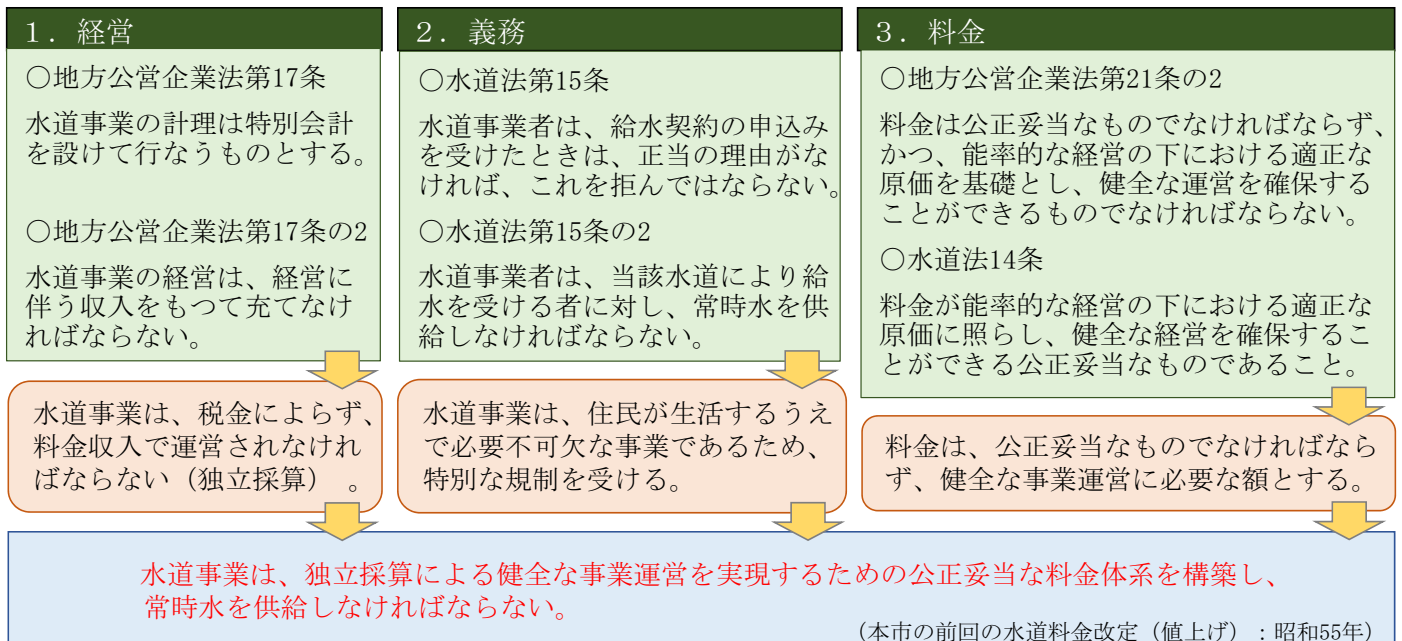 １．経営
○地方公営企業法第17条
水道事業の計理は特別会計
を設けて行なうものとする。
○地方公営企業法第17条の2
水道事業の経営は、経営に
伴う収入をもつて充てなけ
ればならない。
水道事業は、税金によらず、
料金収入で運営されなけれ
ばならない（独立採算）　。
２．義務
○水道法第15条
水道事業者は、給水契約の申込み
を受けたときは、正当の理由がな
ければ、これを拒んではならない。
○水道法第15条の2
水道事業者は、当該水道により給
水を受ける者に対し、常時水を供
給しなければならない。
水道事業は、住民が生活するうえ
で必要不可欠な事業であるため、
特別な規制を受ける。
３．料金
○地方公営企業法第21条の2
料金は公正妥当なものでなければならず、
かつ、能率的な経営の下における適正な
原価を基礎とし、健全な運営を確保する
ことができるものでなければならない。
○水道法14条
料金が能率的な経営の下における適正な
原価に照らし、健全な経営を確保するこ
とができる公正妥当なものであること。
料金は、公正妥当なものでなければなら
ず、健全な事業運営に必要な額とする。
水道事業は、独立採算による健全な事業運営を実現するための公正妥当な料金体系を構築し、
常時水を供給しなければならない。
（本市の前回の水道料金改定（値上げ）：昭和55年）